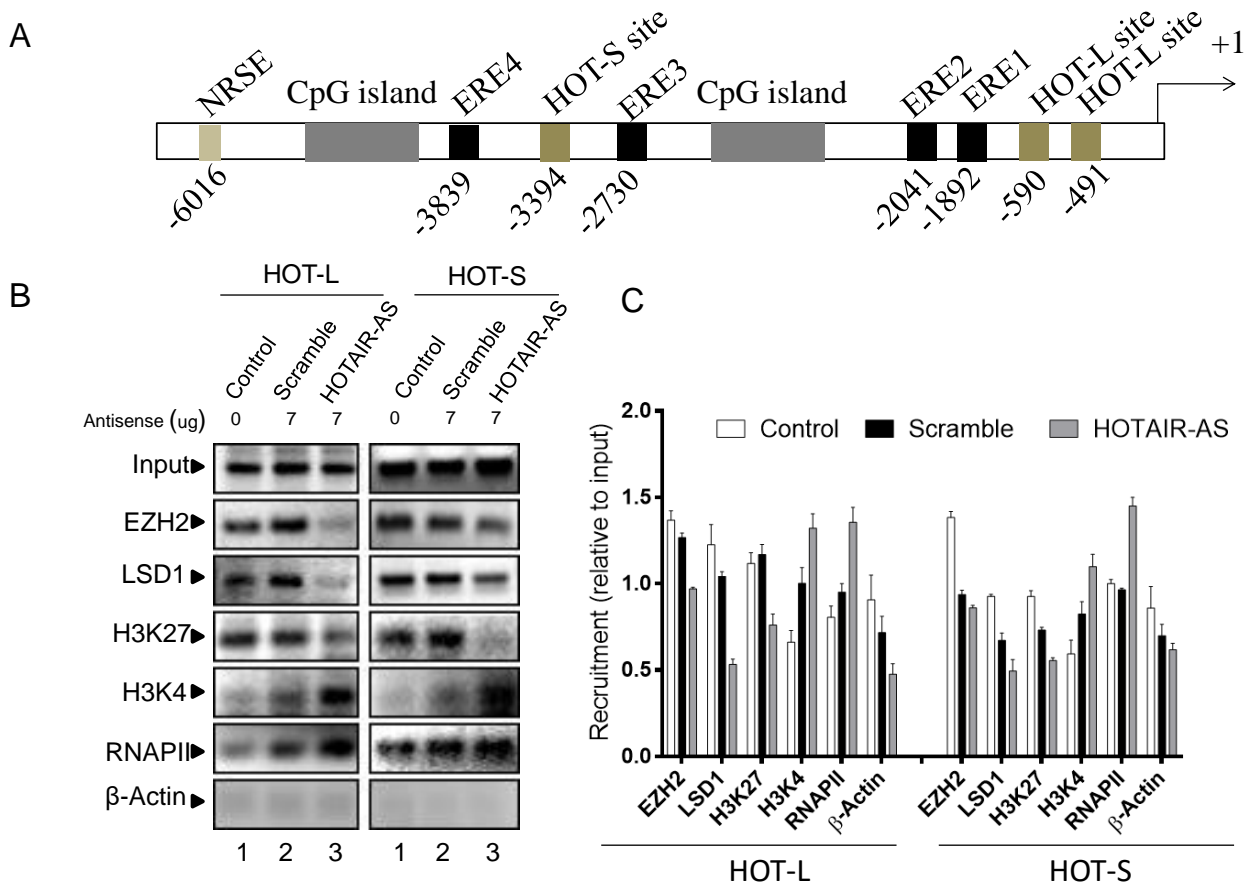 A
NRSE
CpG island
ERE4
HOT-S site
ERE3
CpG island
ERE2
ERE1
HOT-L site
HOT-L site
+1
-6016
-3839
-3394
-2730
-2041
-1892
-590
-491
B
HOT-L
HOT-S
Control
Scramble
HOTAIR-AS
Control
Scramble
HOTAIR-AS
Antisense (ug) 0 7 7 0 7 7
Input
EZH2
LSD1
H3K27
H3K4
RNAPII
β-Actin
1 2 3 1 2 3
C
Control Scramble HOTAIR-AS
Recruitment (relative to input)
2.0
1.5
1.0
0.5
0.0
EZH2
LSD1
H3K27
H3K4
RNAPII
β-Actin
EZH2
LSD1
H3K27
H3K4
RNAPII
β-Actin
HOT-L
HOT-S